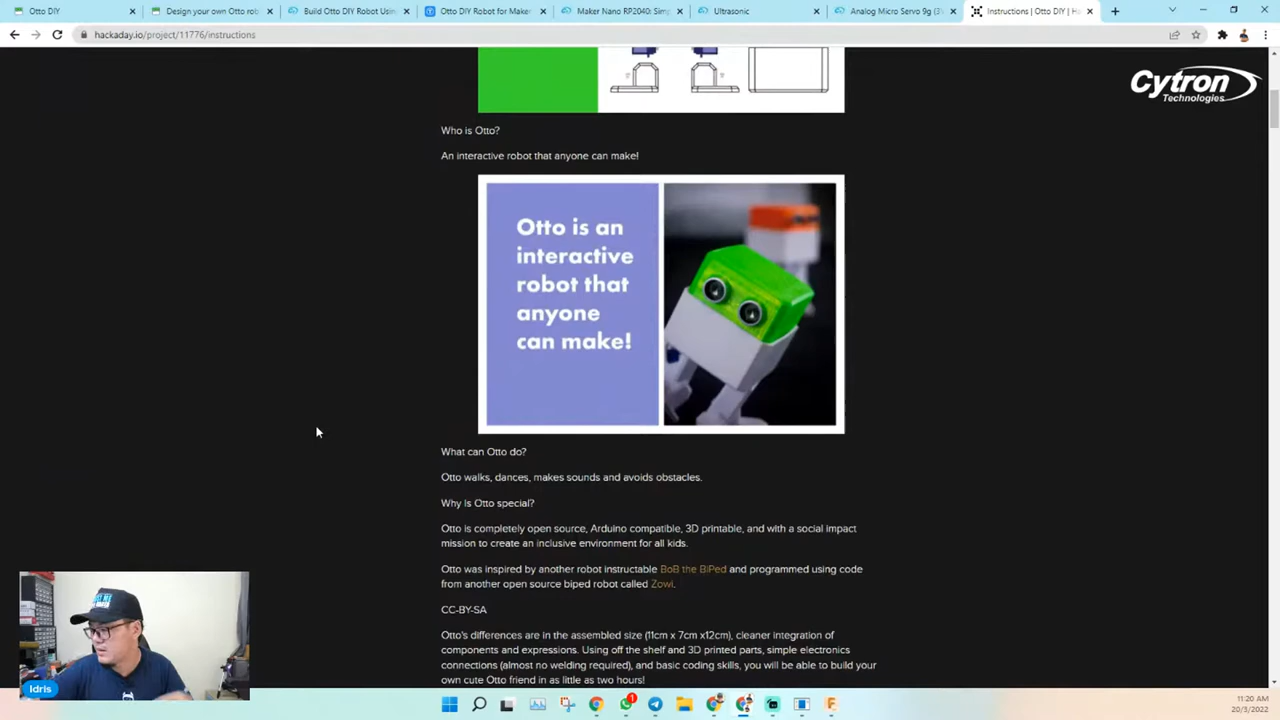 Otto DIY
Design your own Otto rob
Build Otto DIY Robot Usin
Otto DIY Robot for Maker
Maker Nano RP2040: Simp
Ultrasonic
Analog Micro Servo 9g (3V
Instructions | Otto DIY | Ha
hackaday.io/project/11776/instructions
Cytron
Technologies
Who is Otto?
An interactive robot that anyone can make!
Otto is an
interactive
robot that
anyone
can make!
What can Otto do?
Otto walks, dances, makes sounds and avoids obstacles.
Why is Otto special?
Otto is completely open source, Arduino compatible, 3D printable, and with a social impact
mission to create an inclusive environment for all kids.
Otto was inspired by another robot instructable BoB the BiPed and programmed using code
from another open source biped robot called Zowi.
CC-BY-SA
Otto's differences are in the assembled size (11cm x 7cm x12cm), cleaner integration of
components and expressions. Using off the shelf and 3D printed parts, simple electronics
connections (almost no welding required), and basic coding skills, you will be able to build your
own cute Otto friend in as little as two hours!
Idris
1
11:20 AM
20/3/2022